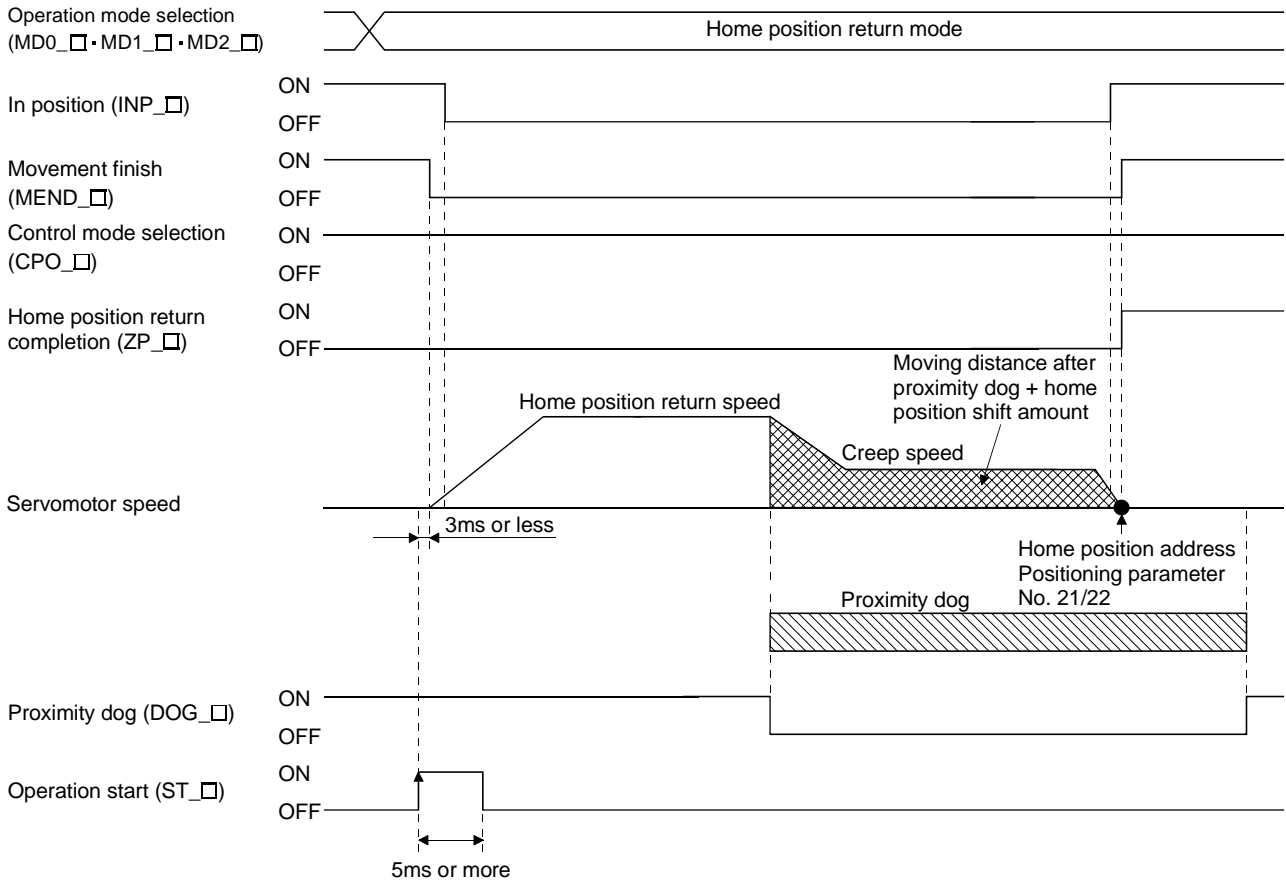 Operation mode selection
(MD0_□・MD1_□・MD2_□)
Home position return mode
In position (INP_□)
ON
OFF
Movement finish
(MEND_□)
ON
OFF
Control mode selection
(CPO_□)
ON
OFF
Home position return
completion (ZP_□)
ON
OFF
Moving distance after
proximity dog + home
position shift amount
Home position return speed
Creep speed
Servomotor speed
3ms or less
Home position address
Positioning parameter
No. 21/22
Proximity dog
Proximity dog (DOG_□)
ON
OFF
Operation start (ST_□)
ON
OFF
5ms or more